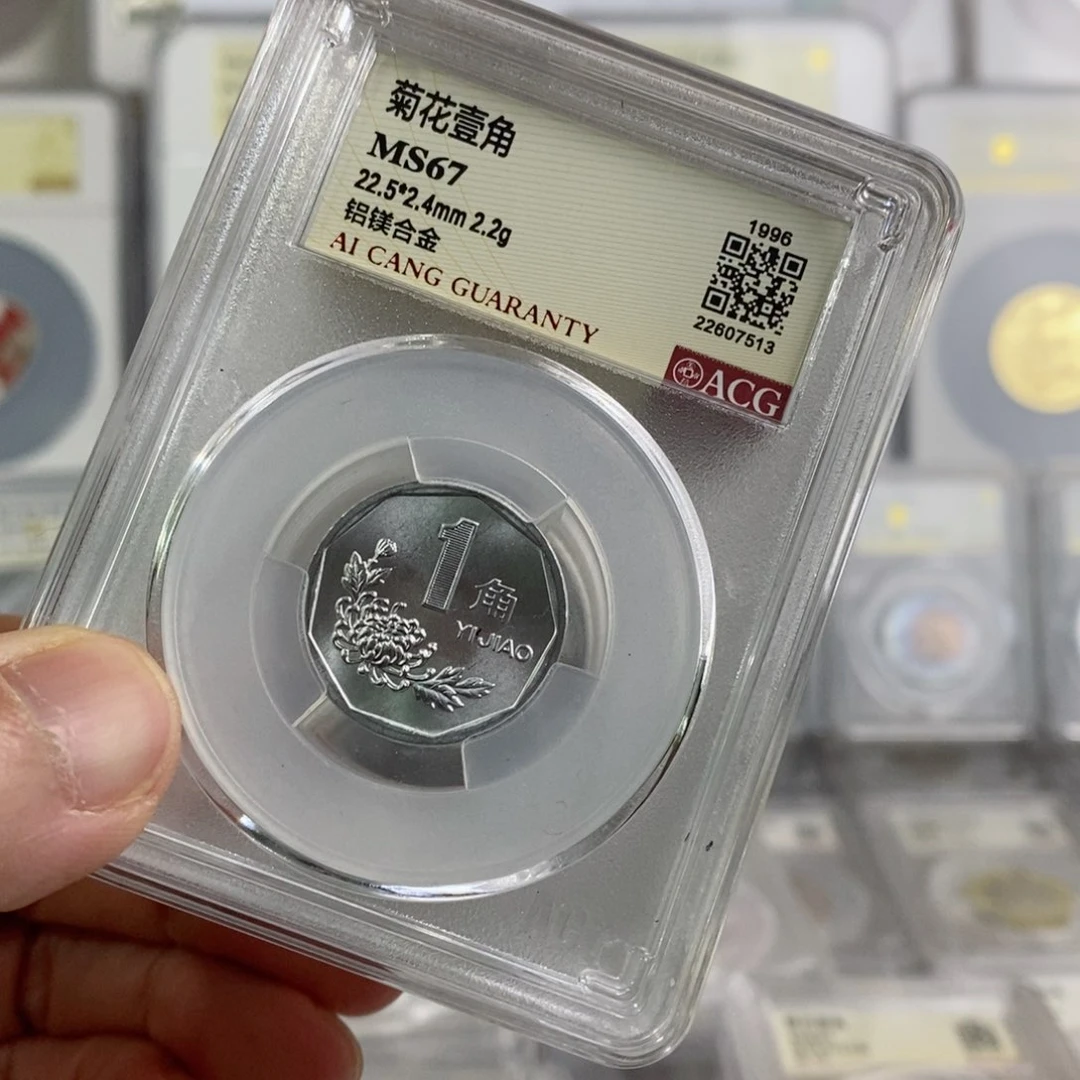 菊花壹角
MS67
22.5*2.4mm 2.2g
铝镁合金
AI CANG GUARANTY
1996
22607513
ACG
1
角
YI JIAO